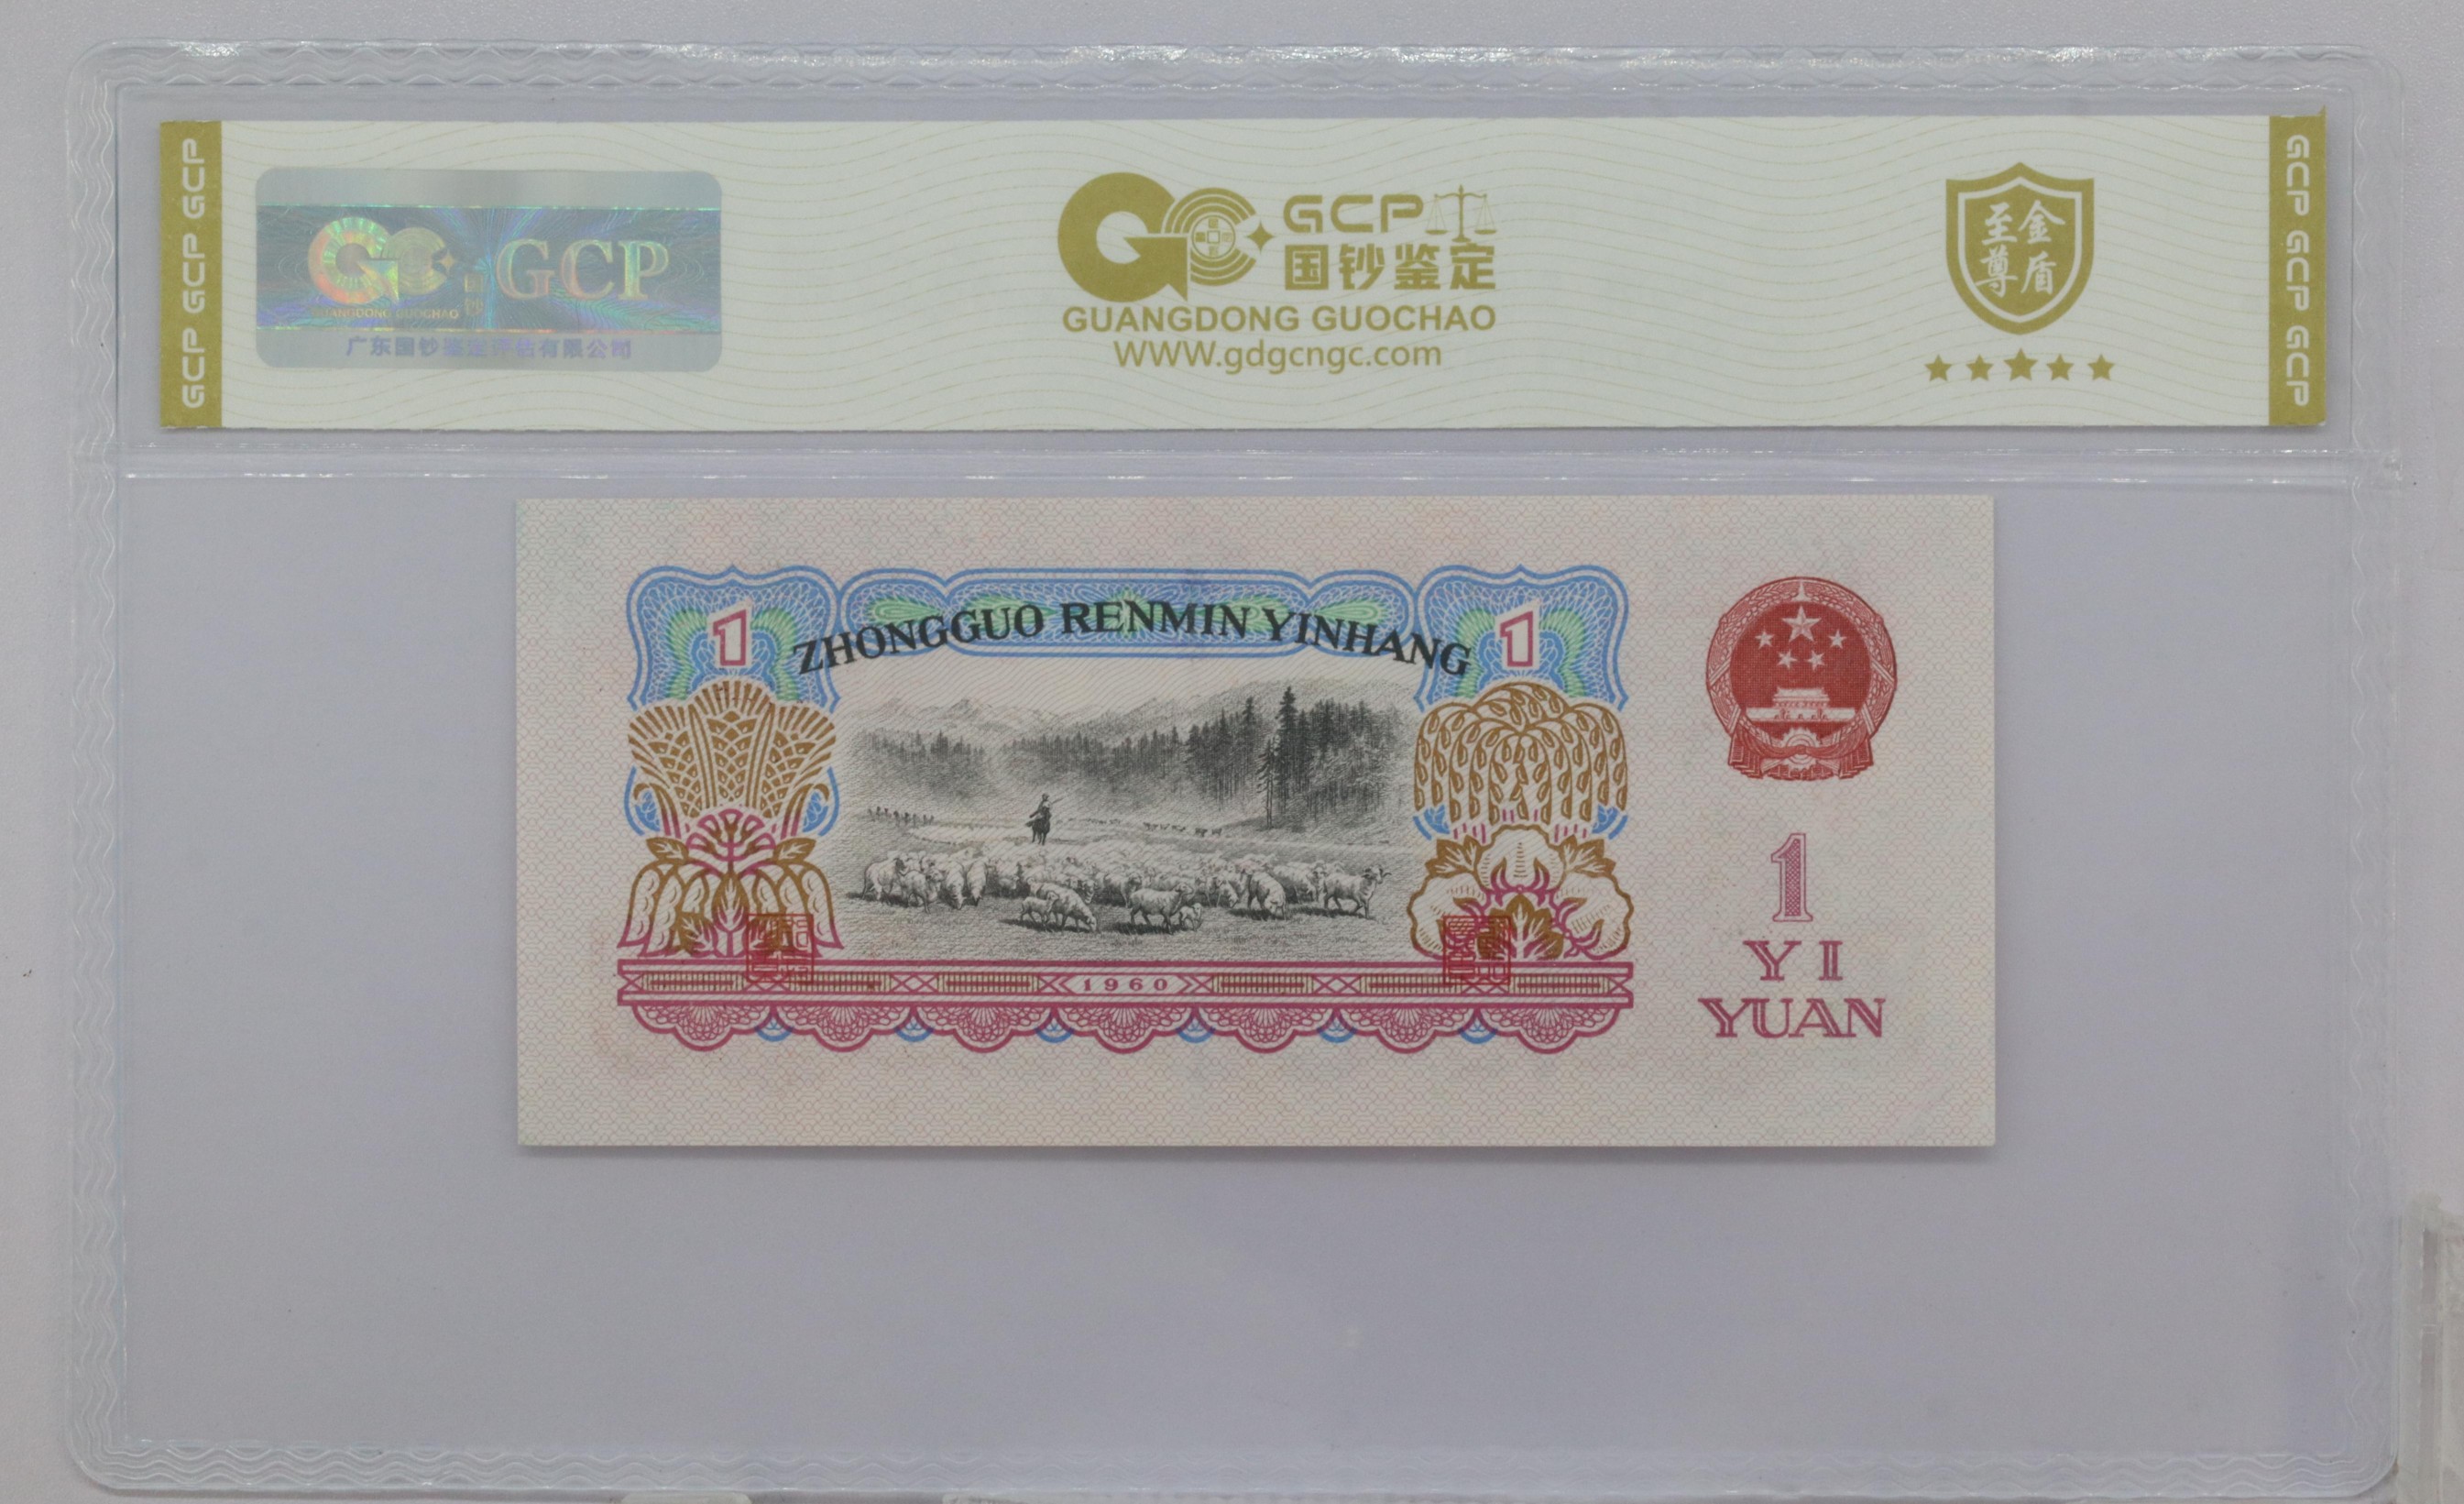 GCP GCP GCP
GCP
GUANGDONG GUOCHAO
国钞
广东国钞鉴定评估有限公司
GCP
国钞鉴定
GUANGDONG GUOCHAO
WWW.gdgcngc.com
至尊
金盾
GCP GCP GCP
1
ZHONGGUO RENMIN YINHANG
1
1960
1
YI
YUAN